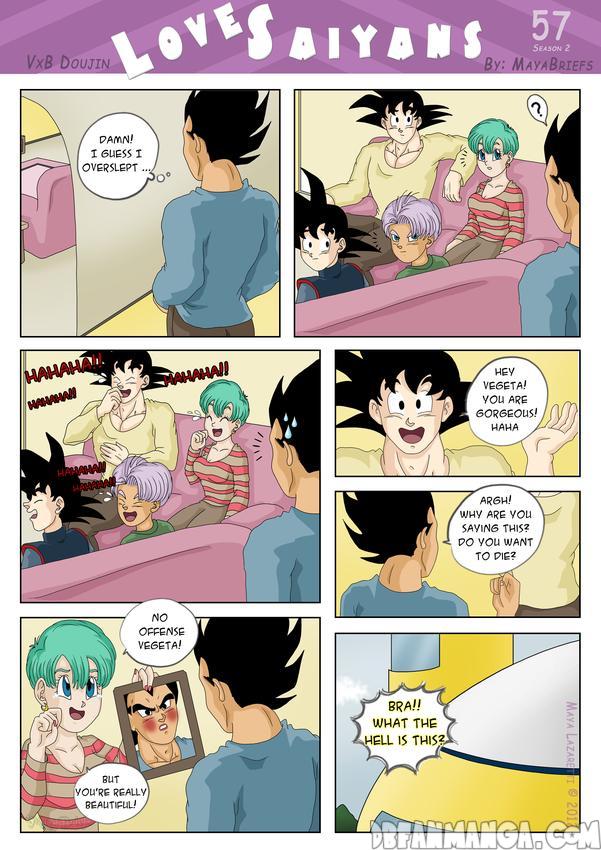 VXB DOUJIN
LOVE SAIYANS
57
SEASON 2
BY: MAYABRIEFS
DAMN!
I GUESS I
OVERSLEPT ...
?
HAHAHA!!
HAHAHA!!
HAHAHA!!
HAHAHA!!
HAHAHA!!
HEY
VEGETA!
YOU ARE
GORGEOUS!
HAHA
ARGH!
WHY ARE YOU
SAYING THIS?
DO YOU WANT
TO DIE?
NO
OFFENSE
VEGETA!
BUT
YOU'RE REALLY
BEAUTIFUL!
BRA!!
WHAT THE
HELL IS THIS?
DBFANMANGA.COM